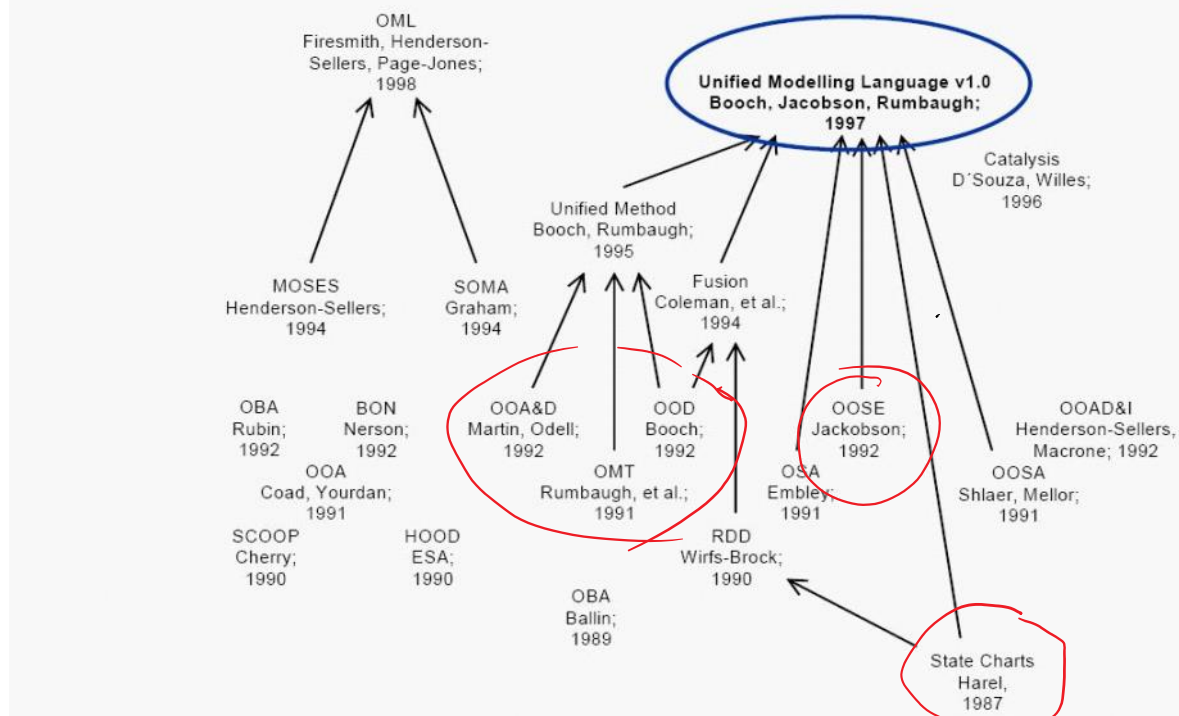 OML
Firesmith, Henderson-
Sellers, Page-Jones;
1998
Unified Modelling Language v1.0
Booch, Jacobson, Rumbaugh;
1997
Catalysis
D´Souza, Willes;
1996
Unified Method
Booch, Rumbaugh;
1995
MOSES
Henderson-Sellers;
1994
SOMA
Graham;
1994
Fusion
Coleman, et al.;
1994
OBA
Rubin;
1992
BON
Nerson;
1992
OOA&D
Martin, Odell;
1992
OOD
Booch;
1992
OOSE
Jackobson;
1992
OOAD&I
Henderson-Sellers,
Macrone; 1992
OOA
Coad, Yourdan;
1991
OMT
Rumbaugh, et al.;
1991
OSA
Embley;
1991
OOSA
Shlaer, Mellor;
1991
SCOOP
Cherry;
1990
HOOD
ESA;
1990
RDD
Wirfs-Brock;
1990
OBA
Ballin;
1989
State Charts
Harel,
1987